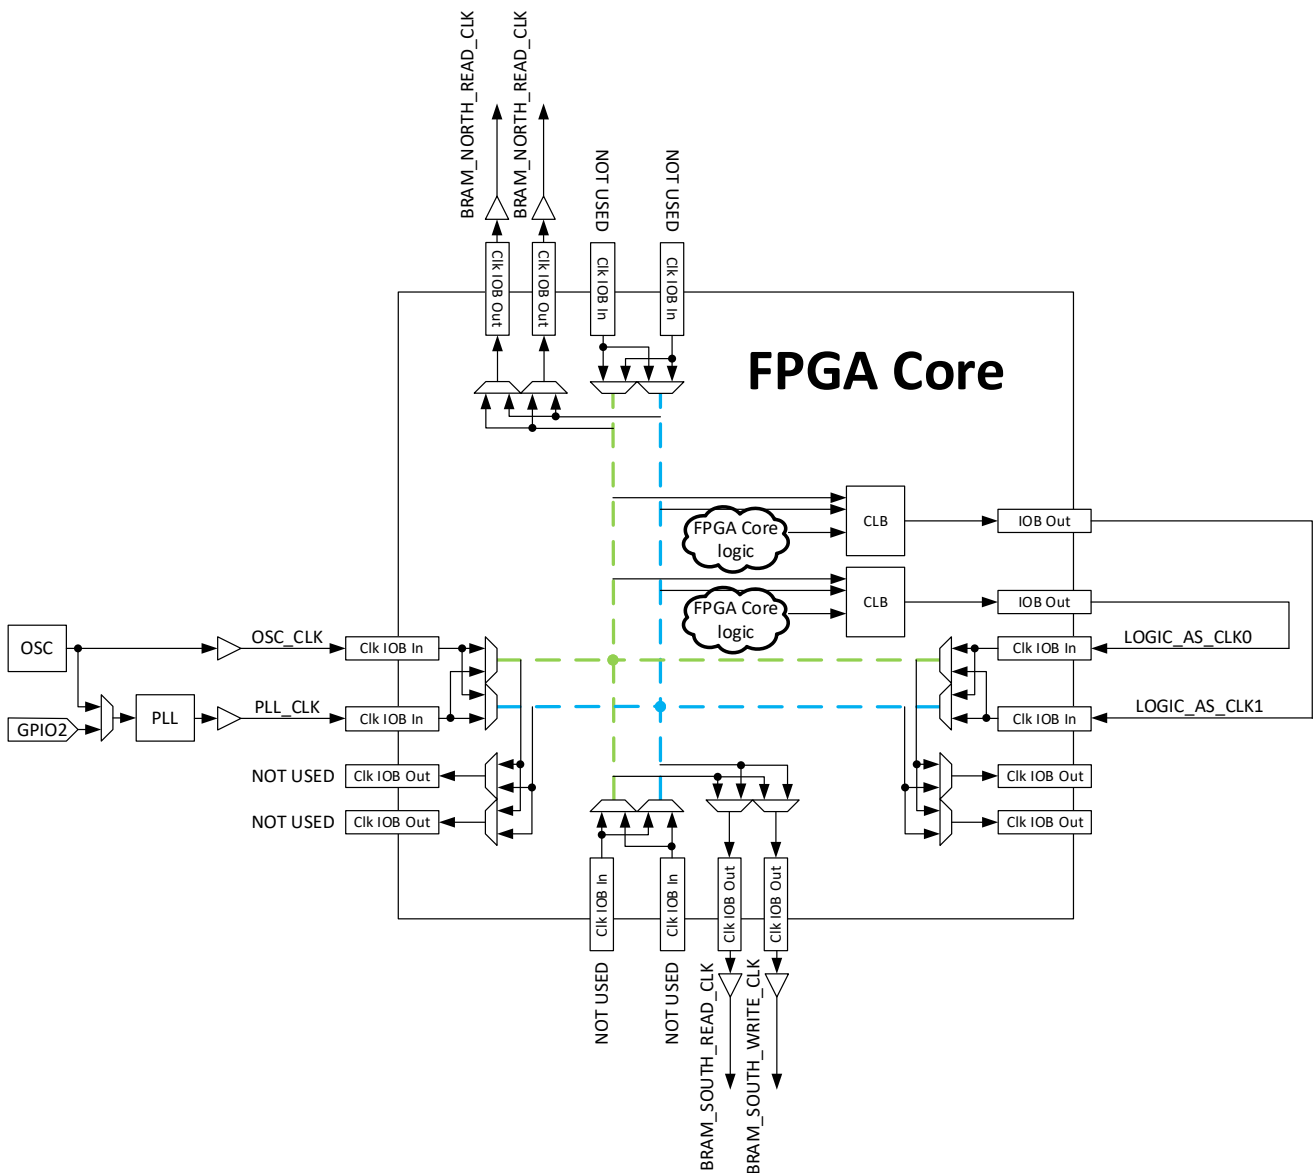 BRAM_NORTH_READ_CLK
BRAM_NORTH_READ_CLK
NOT USED
NOT USED
Clk IOB Out
Clk IOB Out
Clk IOB In
Clk IOB In
FPGA Core
FPGA Core
logic
CLB
IOB Out
FPGA Core
logic
CLB
IOB Out
OSC
OSC_CLK
Clk IOB In
Clk IOB In
LOGIC_AS_CLK0
GPIO2
PLL
PLL_CLK
Clk IOB In
Clk IOB In
LOGIC_AS_CLK1
NOT USED
Clk IOB Out
Clk IOB Out
NOT USED
Clk IOB Out
Clk IOB Out
Clk IOB In
Clk IOB In
Clk IOB Out
Clk IOB Out
NOT USED
NOT USED
BRAM_SOUTH_READ_CLK
BRAM_SOUTH_WRITE_CLK